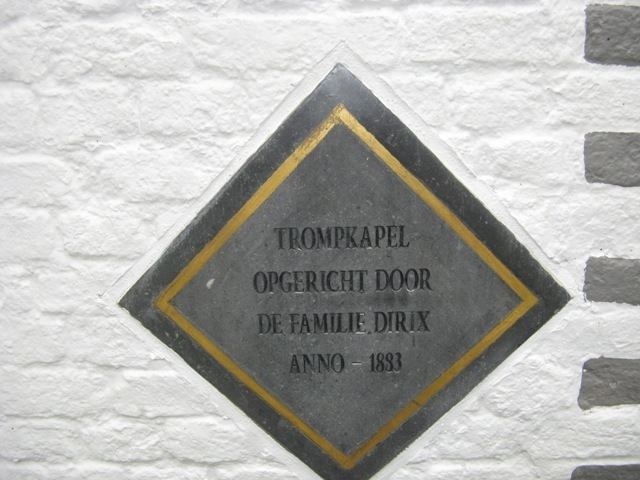 TROMPKAPEL
OPGERICHT DOOR
DE FAMILIE DIRIX
ANNO - 1883